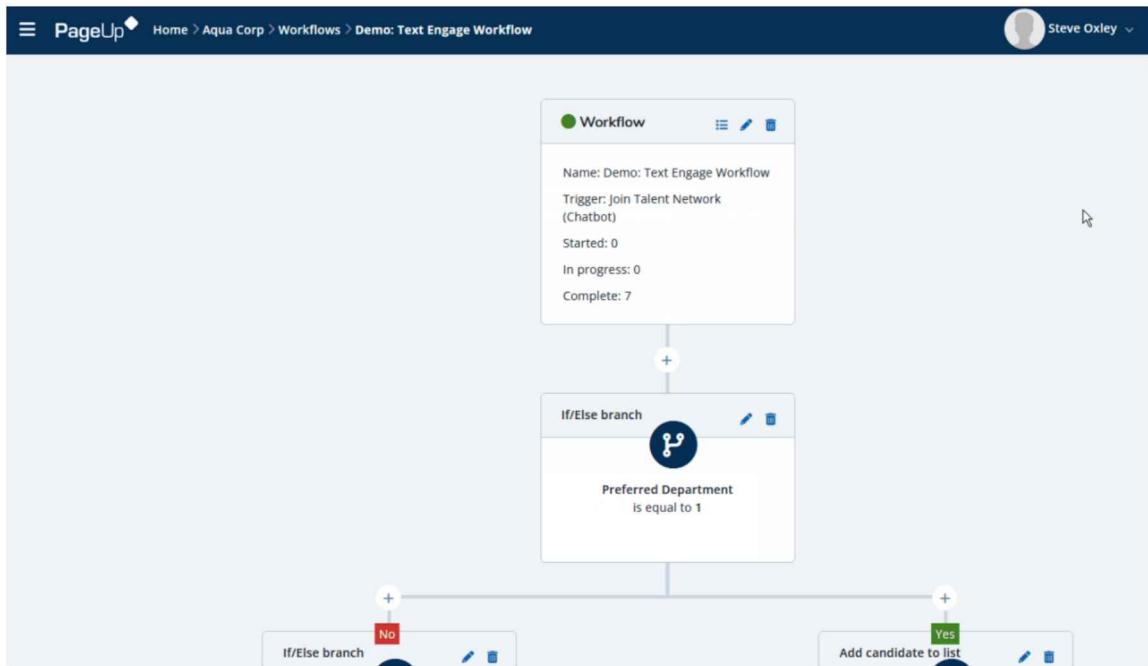 PageUp Home > Aqua Corp > Workflows > Demo: Text Engage Workflow Steve Oxley
Workflow
Name: Demo: Text Engage Workflow
Trigger: Join Talent Network
(Chatbot)
Started: 0
In progress: 0
Complete: 7
If/Else branch
Preferred Department
is equal to 1
No
Yes
If/Else branch
Add candidate to list